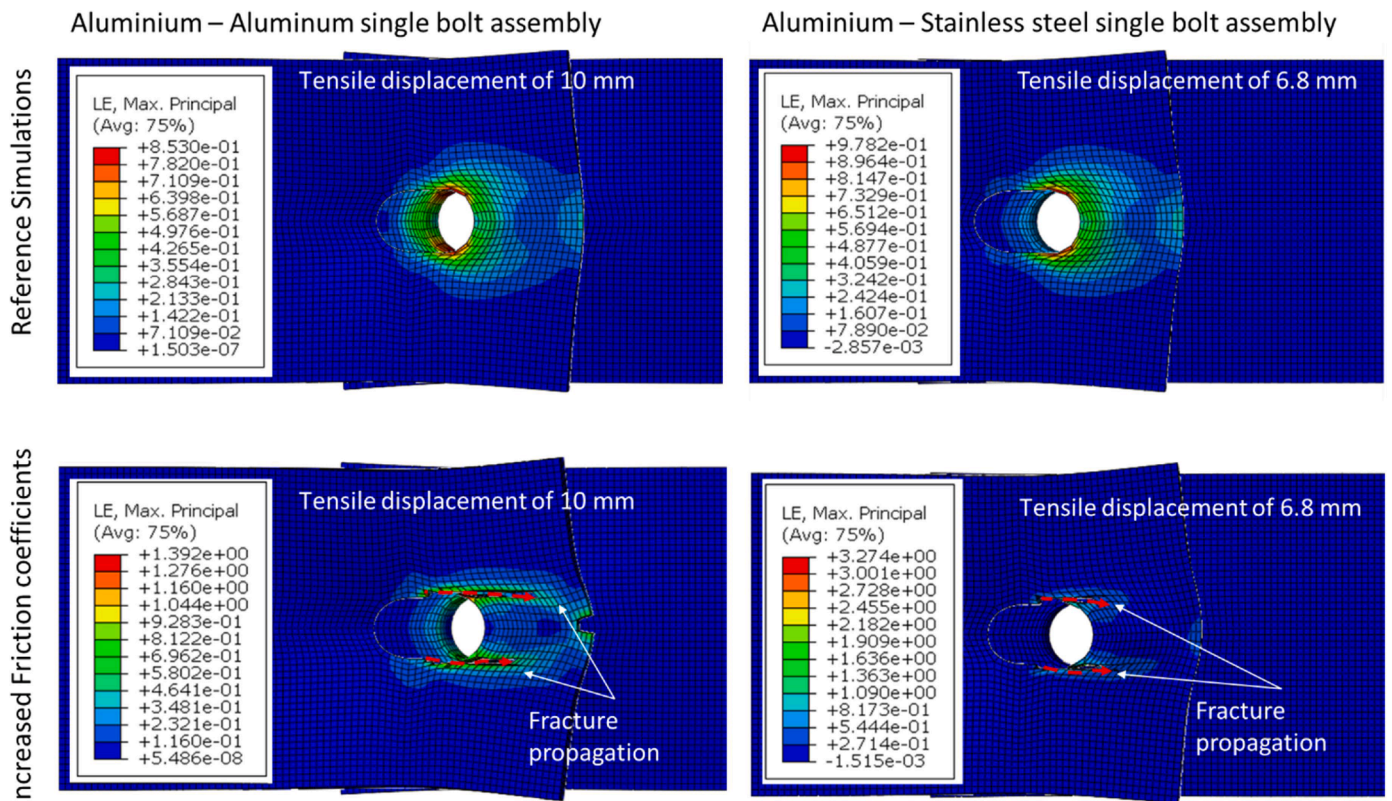 Aluminium – Aluminum single bolt assembly
Aluminium – Stainless steel single bolt assembly
Reference Simulations
Tensile displacement of 10 mm
LE, Max. Principal
(Avg: 75%)
+8.530e-01
+7.820e-01
+7.109e-01
+6.398e-01
+5.687e-01
+4.976e-01
+4.265e-01
+3.554e-01
+2.843e-01
+2.133e-01
+1.422e-01
+7.109e-02
+1.503e-07
Tensile displacement of 6.8 mm
LE, Max. Principal
(Avg: 75%)
+9.782e-01
+8.964e-01
+8.147e-01
+7.329e-01
+6.512e-01
+5.694e-01
+4.877e-01
+4.059e-01
+3.242e-01
+2.424e-01
+1.607e-01
+7.890e-02
-2.857e-03
ncreased Friction coefficients
Tensile displacement of 10 mm
LE, Max. Principal
(Avg: 75%)
+1.392e+00
+1.276e+00
+1.160e+00
+1.044e+00
+9.283e-01
+8.122e-01
+6.962e-01
+5.802e-01
+4.641e-01
+3.481e-01
+2.321e-01
+1.160e-01
+5.486e-08
Fracture
propagation
Tensile displacement of 6.8 mm
LE, Max. Principal
(Avg: 75%)
+3.274e+00
+3.001e+00
+2.728e+00
+2.455e+00
+2.182e+00
+1.909e+00
+1.636e+00
+1.363e+00
+1.090e+00
+8.173e-01
+5.444e-01
+2.714e-01
-1.515e-03
Fracture
propagation